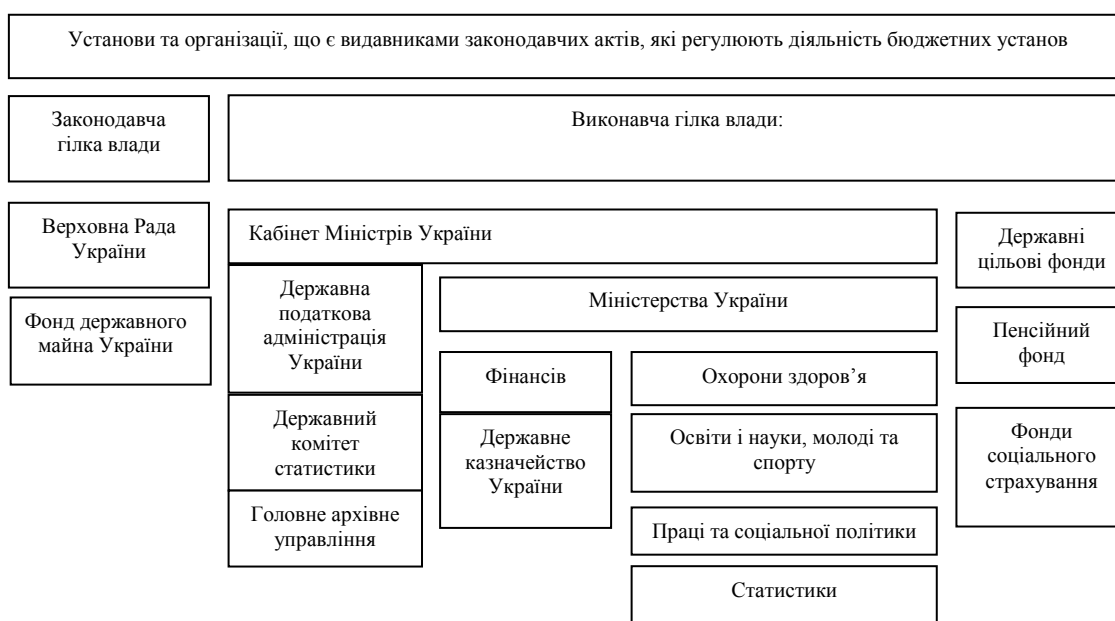 Установи та організації, що є видавниками законодавчих актів, які регулюють діяльність бюджетних установ
Законодавча
гілка влади
Виконавча гілка влади:
Верховна Рада
України
Фонд державного
майна України
Кабінет Міністрів України
Державна
податкова
адміністрація
України
Державний
комітет
статистики
Головне архівне
управління
Міністерства України
Фінансів
Державне
казначейство
України
Охорони здоров’я
Освіти і науки, молоді та
спорту
Праці та соціальної політики
Статистики
Державні
цільові фонди
Пенсійний
фонд
Фонди
соціального
страхування